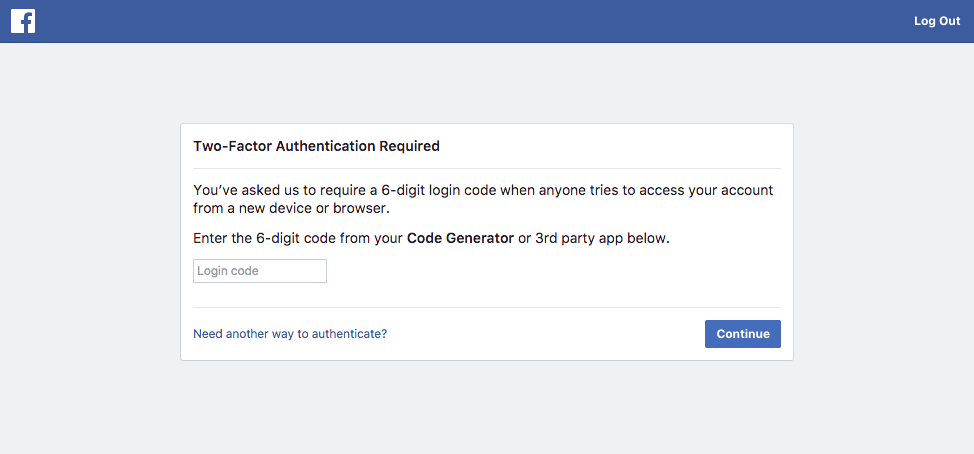 Log Out
Two-Factor Authentication Required
You’ve asked us to require a 6-digit login code when anyone tries to access your account
from a new device or browser.
Enter the 6-digit code from your Code Generator or 3rd party app below.
Login code
Need another way to authenticate?
Continue